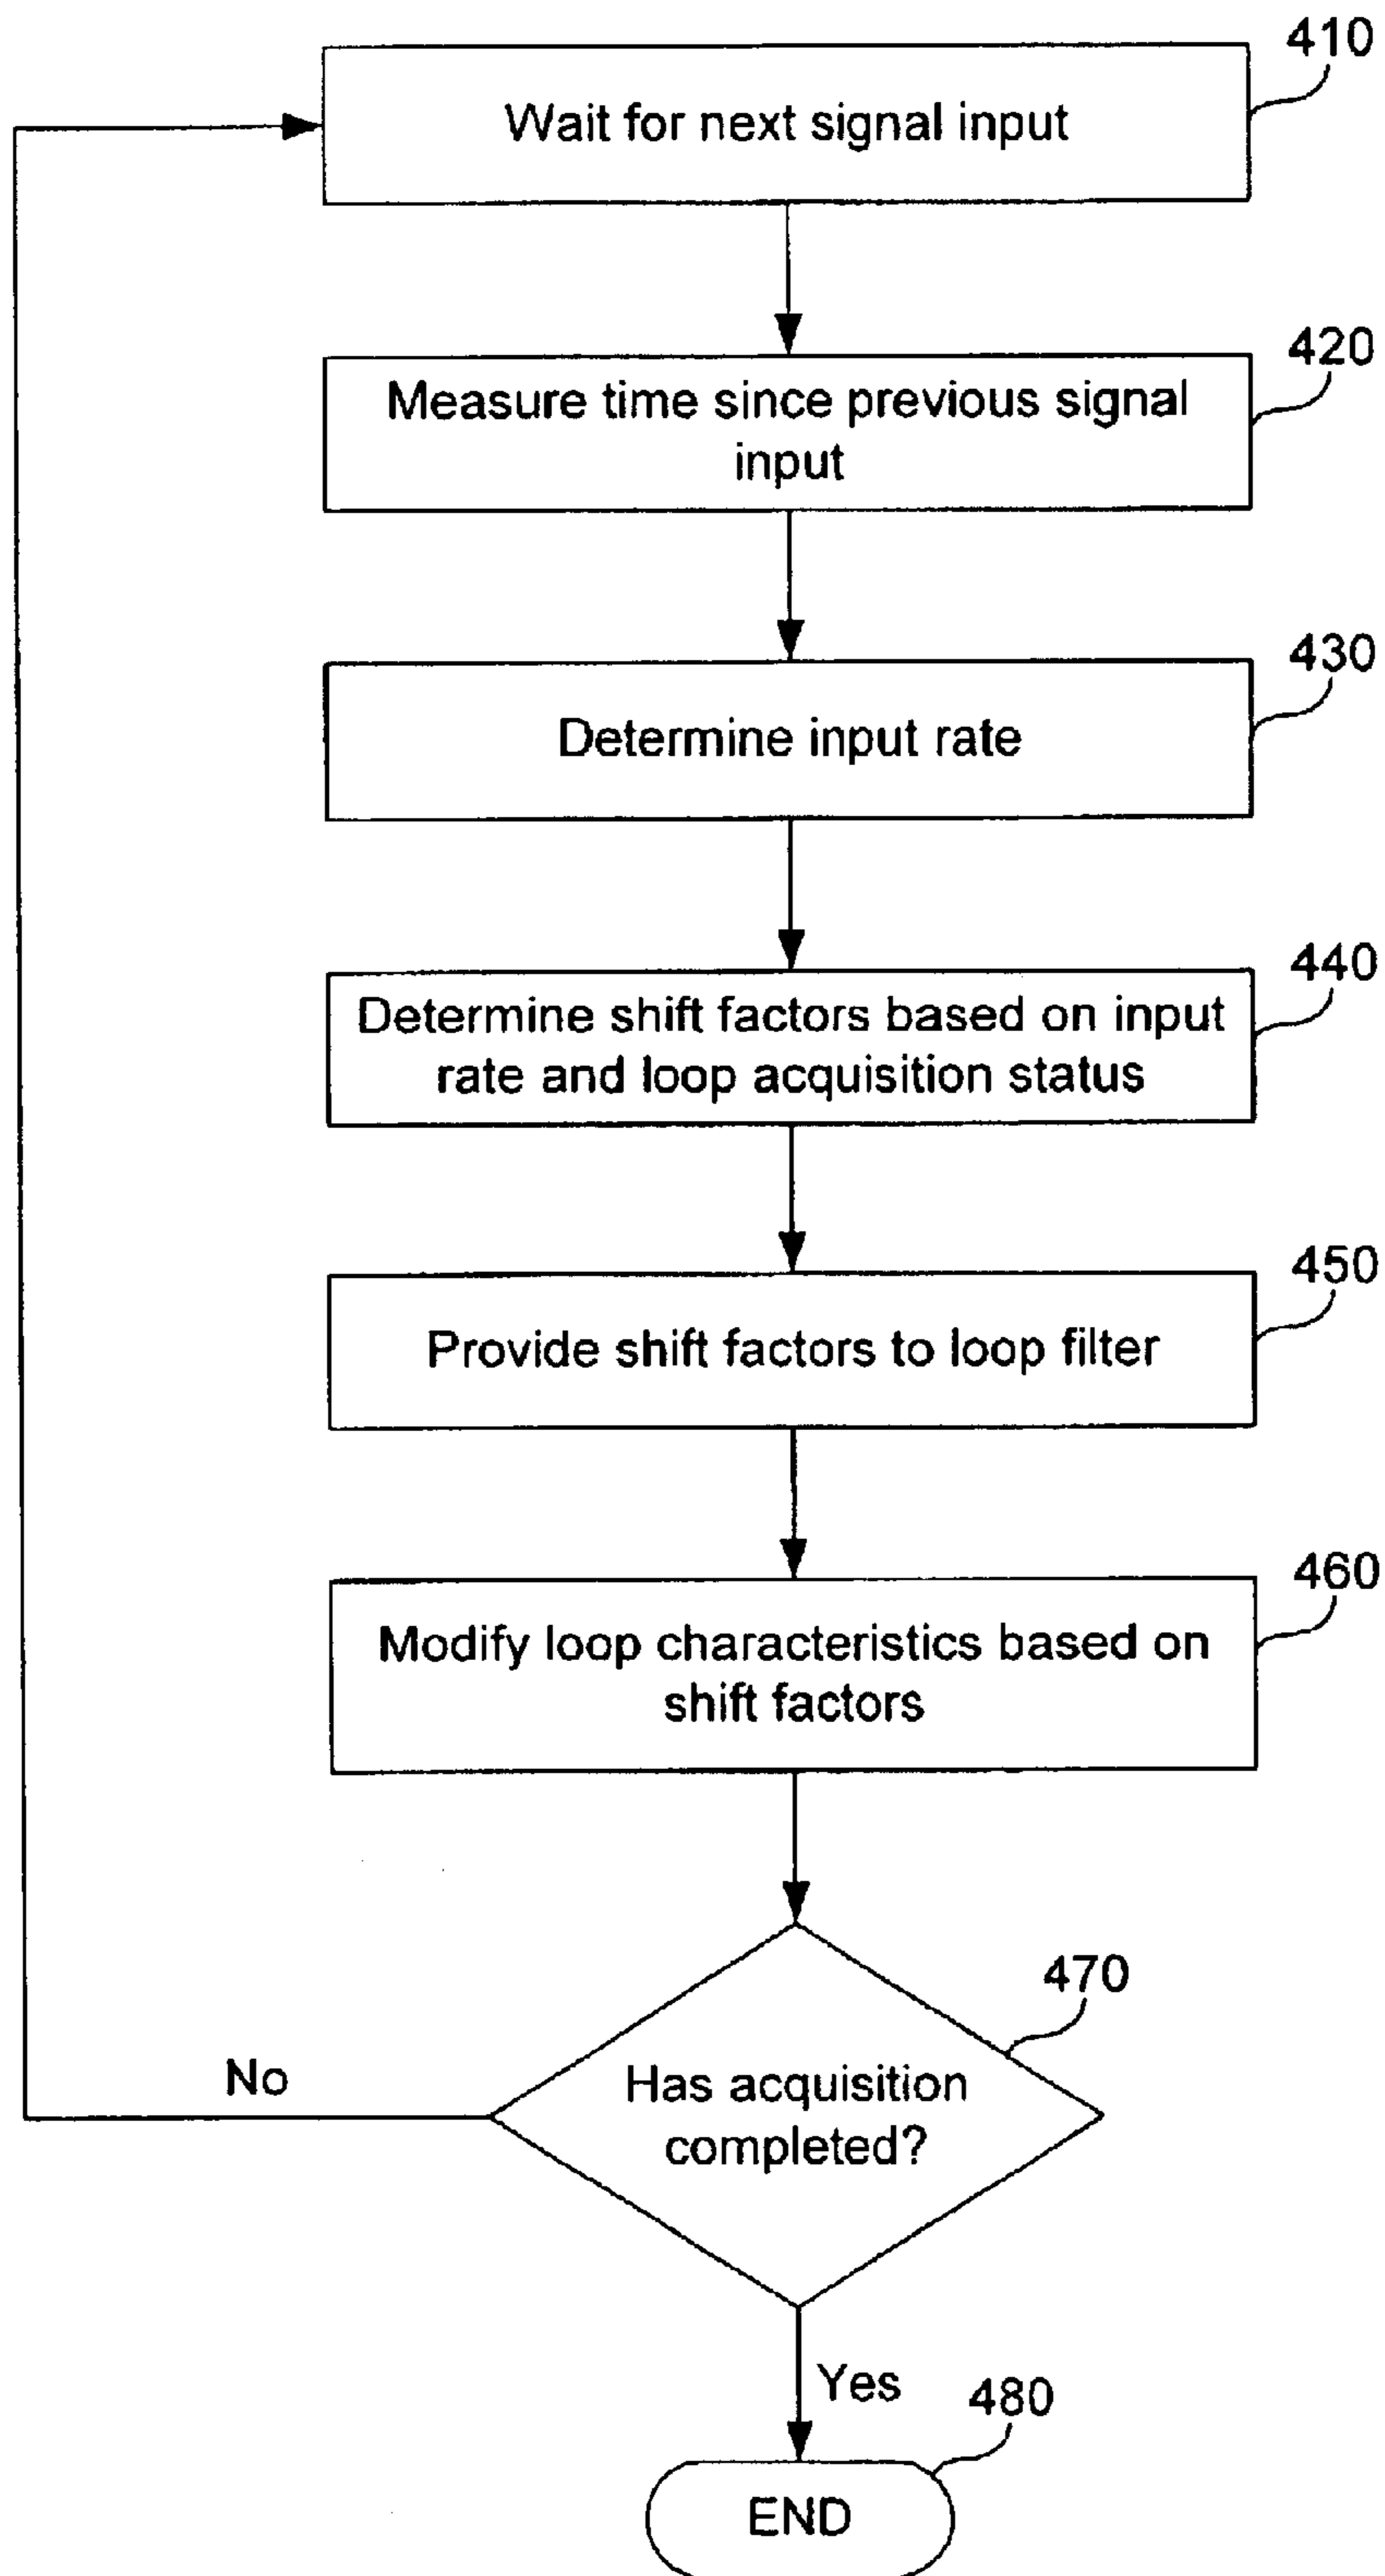 410
Wait for next signal input
420
Measure time since previous signal
input
430
Determine input rate
440
Determine shift factors based on input
rate and loop acquisition status
450
Provide shift factors to loop filter
460
Modify loop characteristics based on
shift factors
470
Has acquisition
completed?
No
Yes
480
END